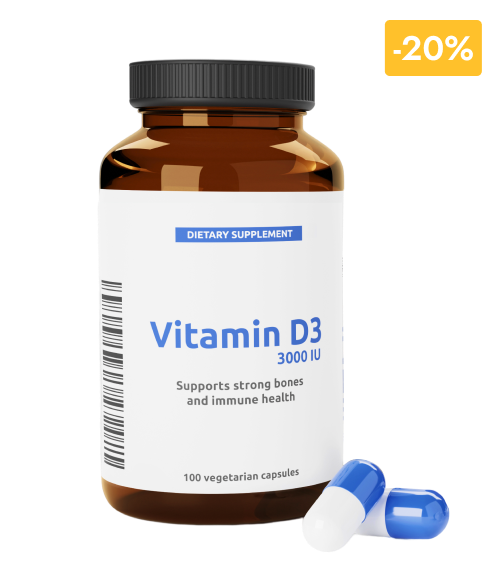 -20%
DIETARY SUPPLEMENT
Vitamin D3
3000 IU
Supports strong bones
and immune health
100 vegetarian capsules